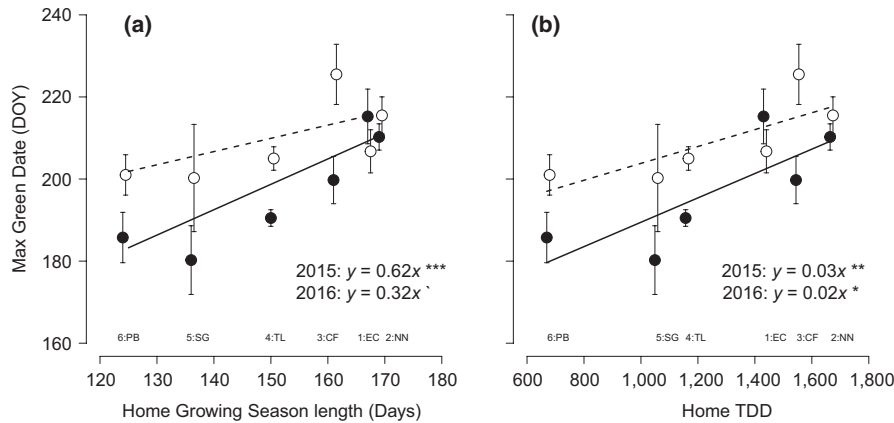 (a)
(b)
Max Green Date (DOY)
240
220
200
180
160
2015: y = 0.62x ***
2016: y = 0.32x `
2015: y = 0.03x **
2016: y = 0.02x *
6:PB 5:SG 4:TL 3:CF 1:EC 2:NN
6:PB 5:SG 4:TL 1:EC 3:CF 2:NN
120 130 140 150 160 170 180
600 800 1,000 1,200 1,400 1,600 1,800
Home Growing Season length (Days)
Home TDD